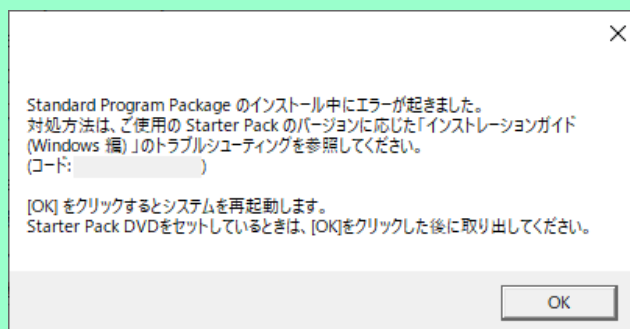 Standard Program Package のインストール中にエラーが起きました。
対処方法は、ご使用の Starter Pack のバージョンに応じた「インストレーションガイド
(Windows 編) 」のトラブルシューティングを参照してください。
(コード: )
[OK] をクリックするとシステムを再起動します。
Starter Pack DVDをセットしているときは、[OK]をクリックした後に取り出してください。
OK